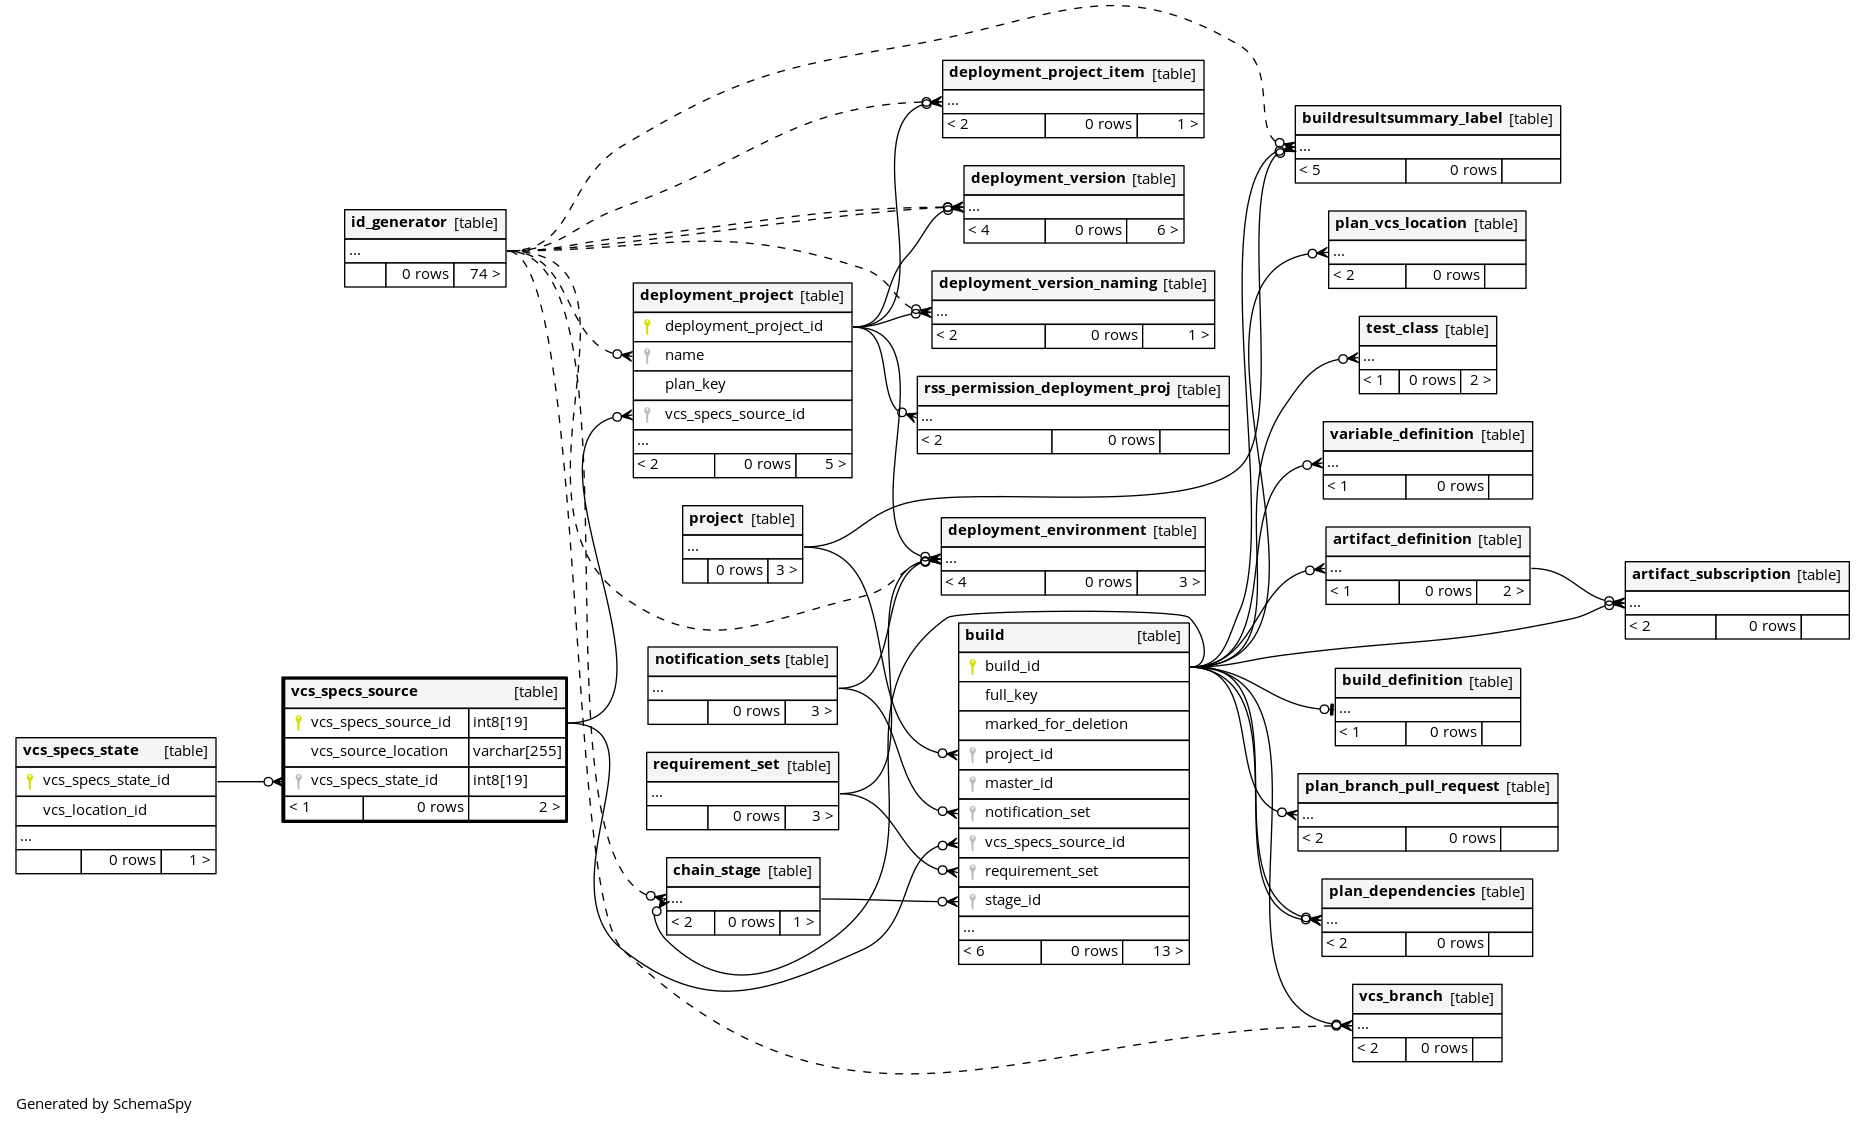 deployment_project_item [table]
...
< 2 0 rows 1 >
buildresultsummary_label [table]
...
< 5 0 rows
deployment_version [table]
...
< 4 0 rows 6 >
id_generator [table]
...
0 rows 74 >
plan_vcs_location [table]
...
< 2 0 rows
deployment_version_naming [table]
...
< 2 0 rows 1 >
deployment_project [table]
deployment_project_id
name
plan_key
vcs_specs_source_id
...
< 2 0 rows 5 >
test_class [table]
...
< 1 0 rows 2 >
rss_permission_deployment_proj [table]
...
< 2 0 rows
variable_definition [table]
...
< 1 0 rows
project [table]
...
0 rows 3 >
deployment_environment [table]
...
< 4 0 rows 3 >
artifact_definition [table]
...
< 1 0 rows 2 >
artifact_subscription [table]
...
< 2 0 rows
notification_sets [table]
...
0 rows 3 >
build [table]
build_id
full_key
marked_for_deletion
project_id
master_id
notification_set
vcs_specs_source_id
requirement_set
stage_id
...
< 6 0 rows 13 >
build_definition [table]
...
< 1 0 rows
vcs_specs_source [table]
vcs_specs_source_id int8[19]
vcs_source_location varchar[255]
vcs_specs_state_id int8[19]
< 1 0 rows 2 >
vcs_specs_state [table]
vcs_specs_state_id
vcs_location_id
...
0 rows 1 >
requirement_set [table]
...
0 rows 3 >
plan_branch_pull_request [table]
...
< 2 0 rows
chain_stage [table]
...
< 2 0 rows 1 >
plan_dependencies [table]
...
< 2 0 rows
vcs_branch [table]
...
< 2 0 rows
Generated by SchemaSpy